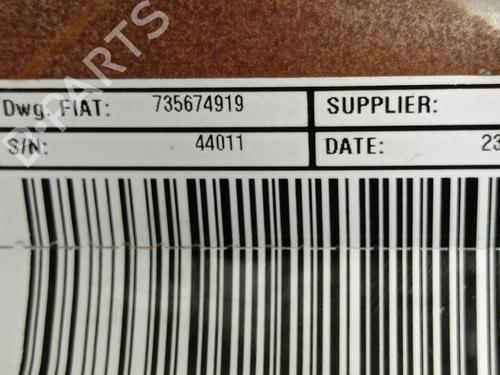 Dwg. FIAT: 735674919 SUPPLIER:
S/N: 44011 DATE: 23
B-PARTS